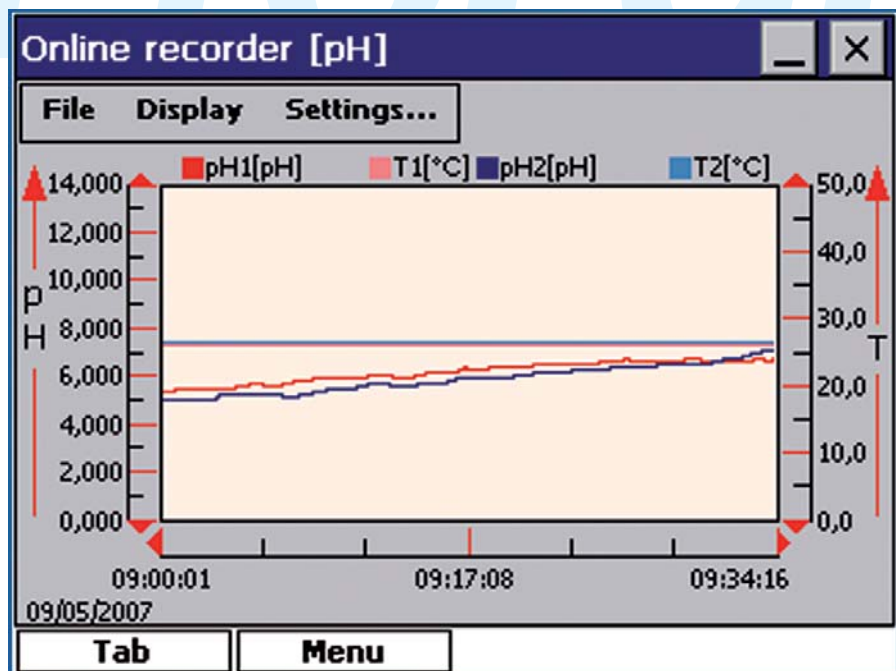 Online recorder [pH]
File Display Settings...
pH1[pH] T1[°C] pH2[pH] T2[°C]
14,000
12,000
10,000
8,000
6,000
4,000
2,000
0,000
pH
50,0
40,0
30,0
20,0
10,0
0,0
T
09:00:01 09:17:08 09:34:16
09/05/2007
Tab Menu